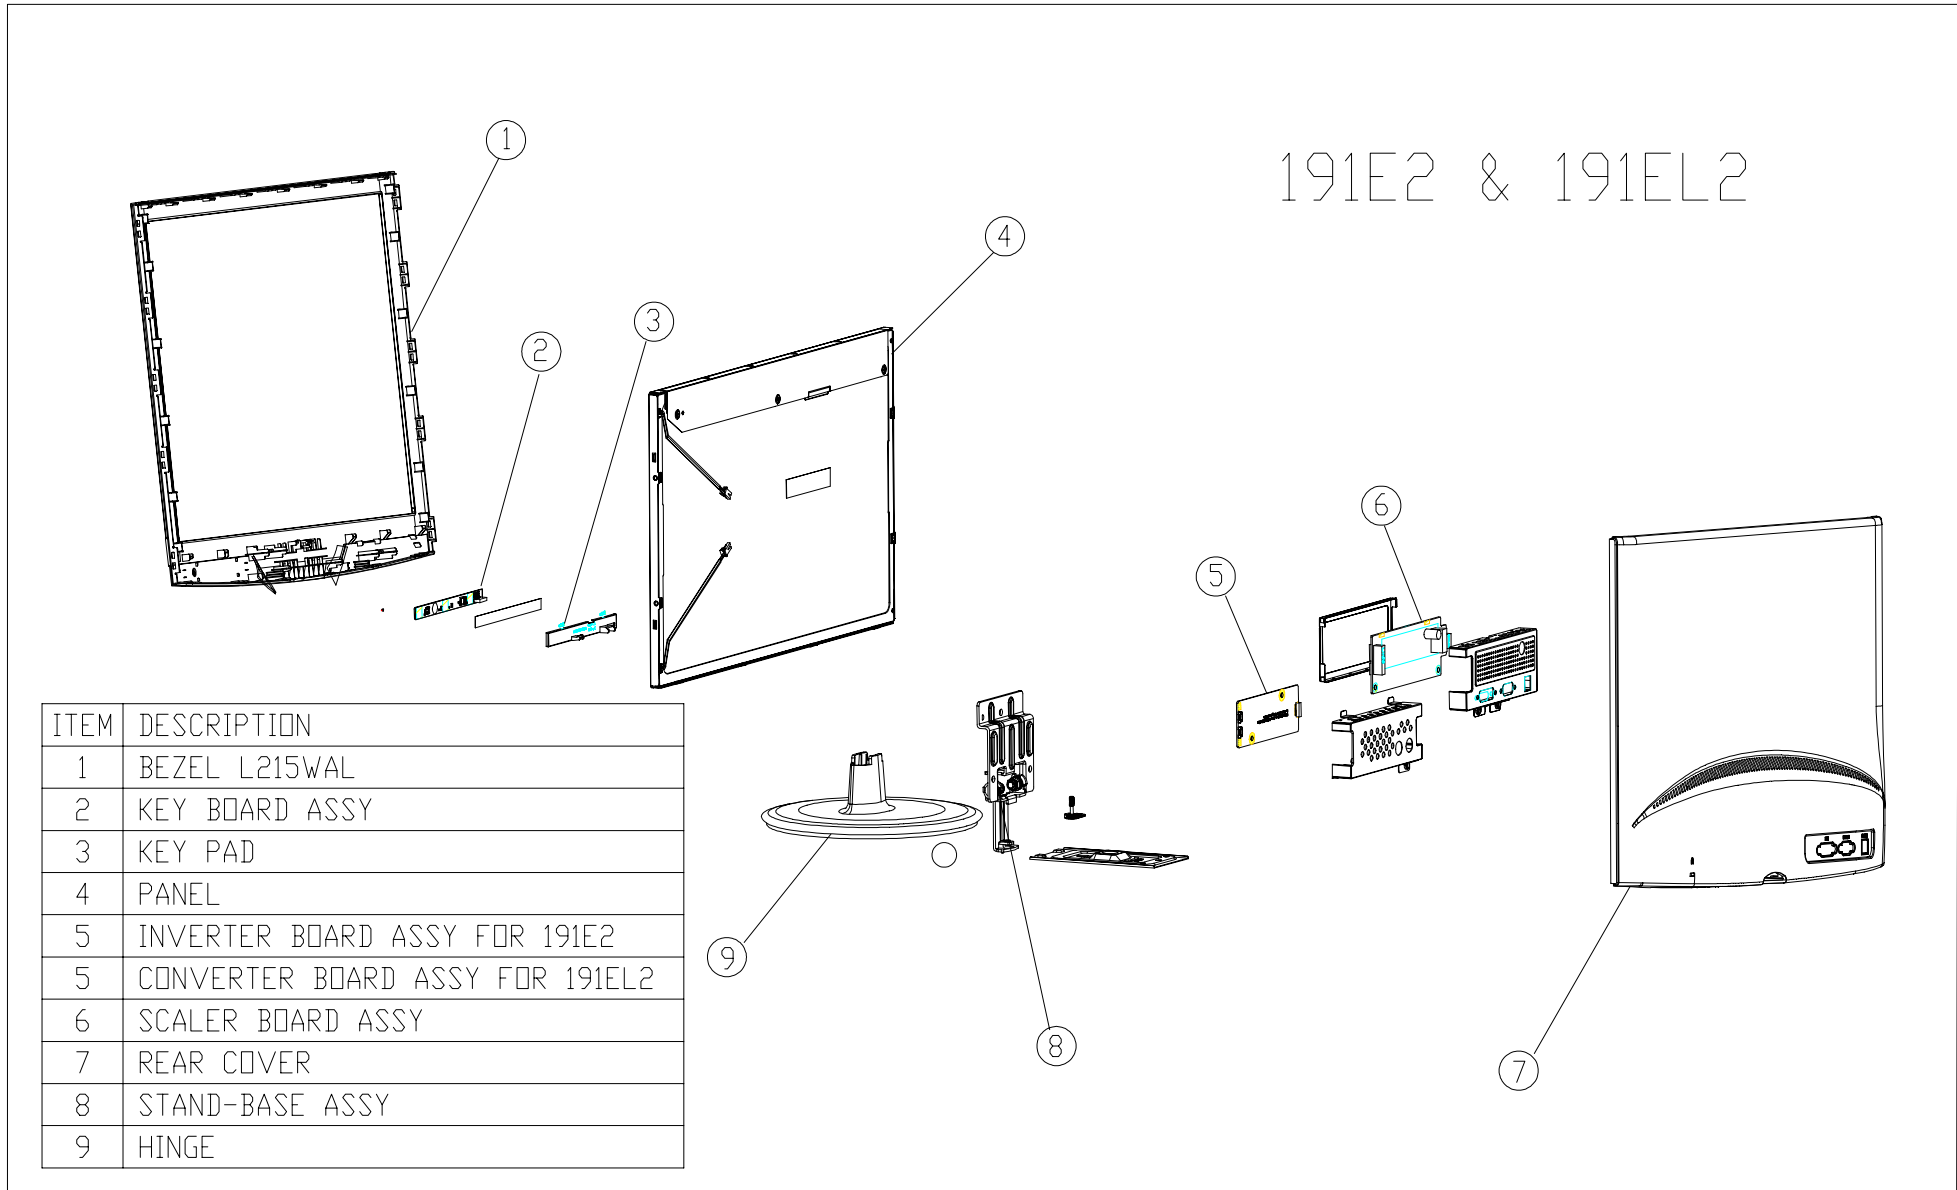 191E2 & 191EL2
1
2
3
4
5
6
7
8
9
ITEM DESCRIPTION
1 BEZEL L215WAL
2 KEY BOARD ASSY
3 KEY PAD
4 PANEL
5 INVERTER BOARD ASSY FOR 191E2
5 CONVERTER BOARD ASSY FOR 191EL2
6 SCALER BOARD ASSY
7 REAR COVER
8 STAND-BASE ASSY
9 HINGE